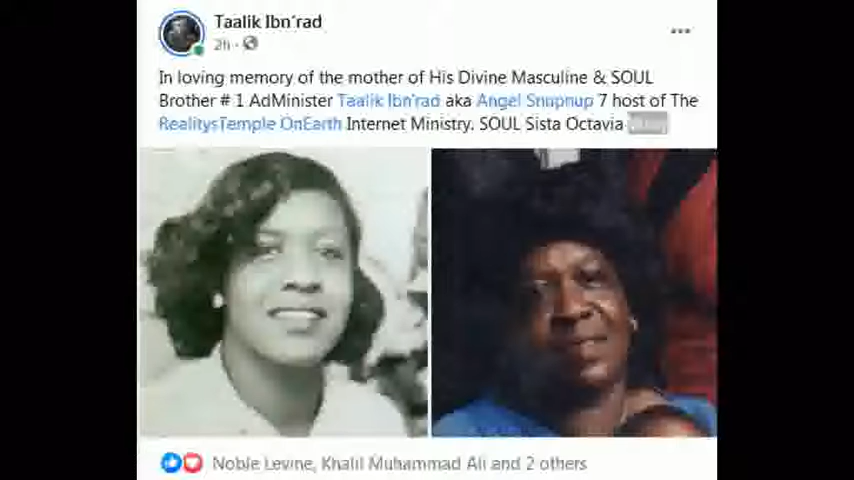 Taalik Ibn'rad
2h ·
In loving memory of the mother of His Divine Masculine & SOUL
Brother # 1 AdMinister Taalik Ibn'rad aka Angel Snupnup 7 host of The
RealitysTemple OnEarth Internet Ministry. SOUL Sista Octavia
Noble Levine, Khalil Muhammad Ali and 2 others